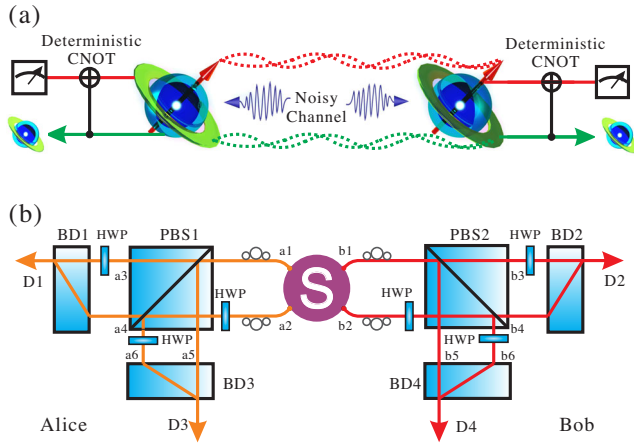 (a)
Deterministic
CNOT
Noisy
Channel
Deterministic
CNOT
(b)
BD1
HWP
PBS1
a1
b1
PBS2
HWP
BD2
D1
a3
HWP
S
HWP
b3
D2
a4
a2
b2
b4
HWP
HWP
a6
a5
b5
b6
BD3
BD4
Alice
D3
D4
Bob